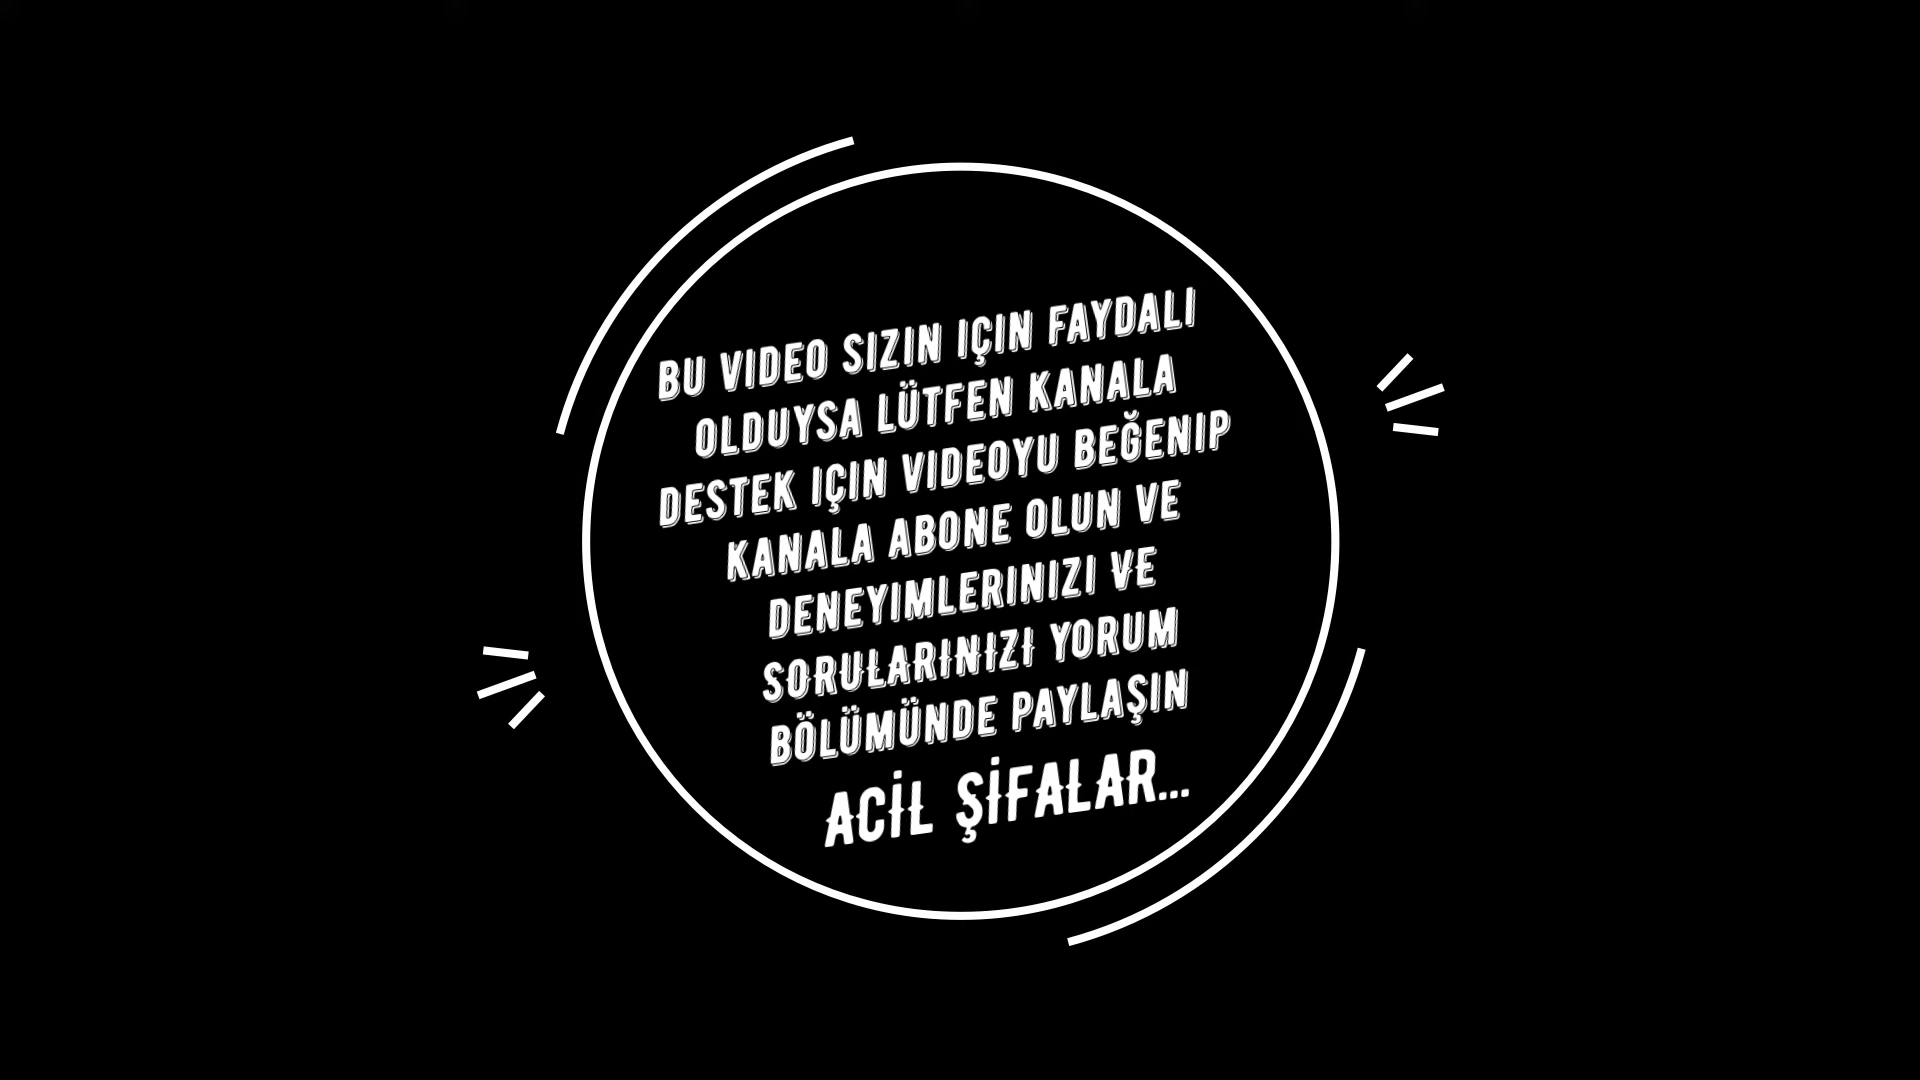 BU VIDEO SIZIN IÇIN FAYDALI
OLDUYSA LÜTFEN KANALA
DESTEK IÇIN VIDEOYU BEĞENIP
KANALA ABONE OLUN VE
DENEYIMLERINIZI VE
SORULARINIZI YORUM
BÖLÜMÜNDE PAYLAŞIN
ACİL ŞİFALAR...